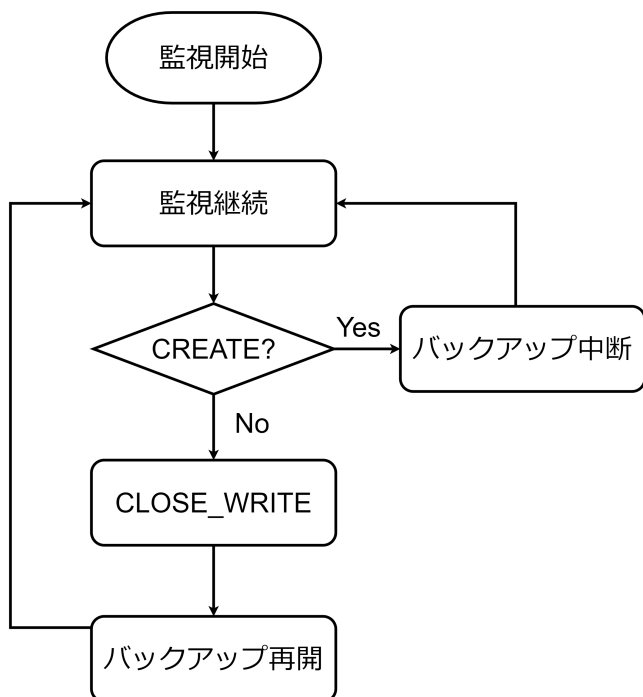 監視開始
監視継続
CREATE?
Yes
バックアップ中断
No
CLOSE_WRITE
バックアップ再開